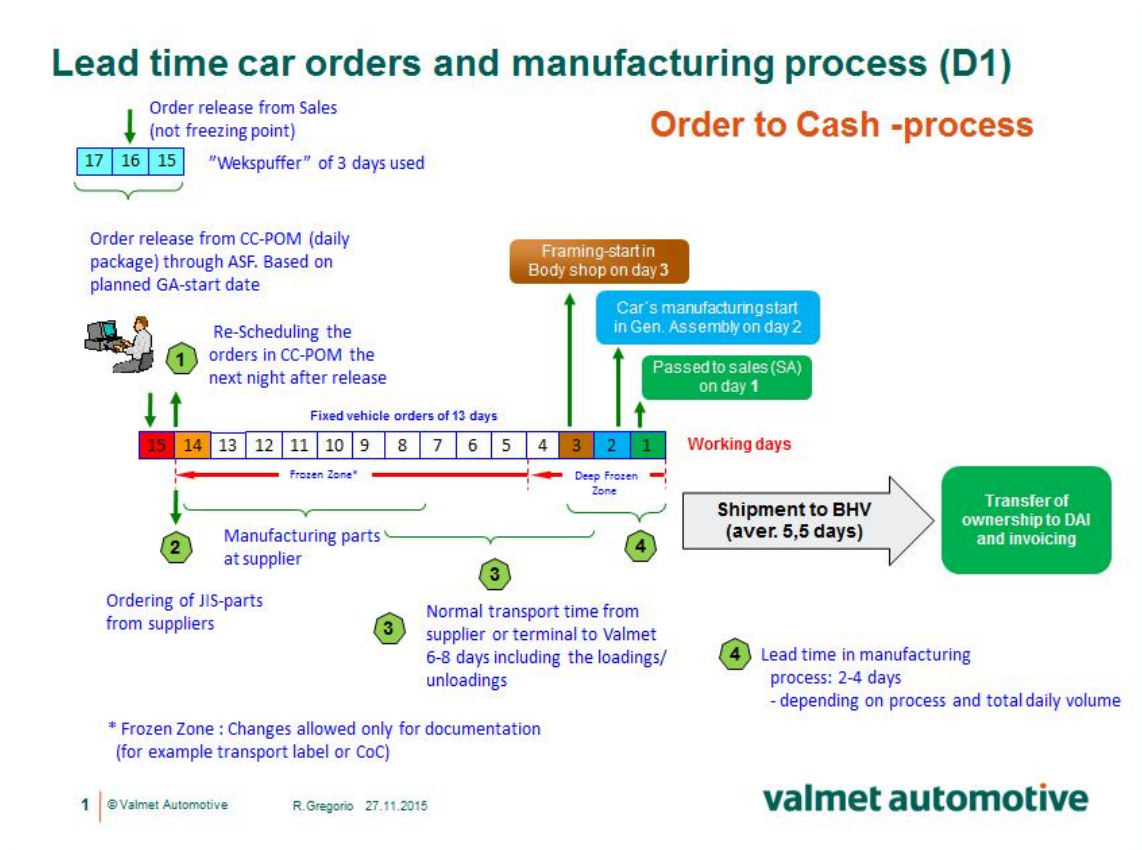 Lead time car orders and manufacturing process (D1)
Order release from Sales
(not freezing point)
Order to Cash -process
17 16 15
”Wekspuffer” of 3 days used
Order release from CC-POM (daily
package) through ASF. Based on
planned GA-start date
Framing-start in
Body shop on day 3
Car´s manufacturing start
in Gen. Assembly on day 2
1
Re-Scheduling the
orders in CC-POM the
next night after release
Passed to sales (SA)
on day 1
Fixed vehicle orders of 13 days
15 14 13 12 11 10 9 8 7 6 5 4 3 2 1
Working days
Frozen Zone*
Deep Frozen
Zone
Shipment to BHV
(aver. 5,5 days)
Transfer of
ownership to DAI
and invoicing
2
Manufacturing parts
at supplier
3
4
Ordering of JIS-parts
from suppliers
3
Normal transport time from
supplier or terminal to Valmet
6-8 days including the loadings/
unloadings
4
Lead time in manufacturing
process: 2-4 days
- depending on process and total daily volume
* Frozen Zone : Changes allowed only for documentation
(for example transport label or CoC)
1
© Valmet Automotive
R.Gregorio 27.11.2015
valmet automotive